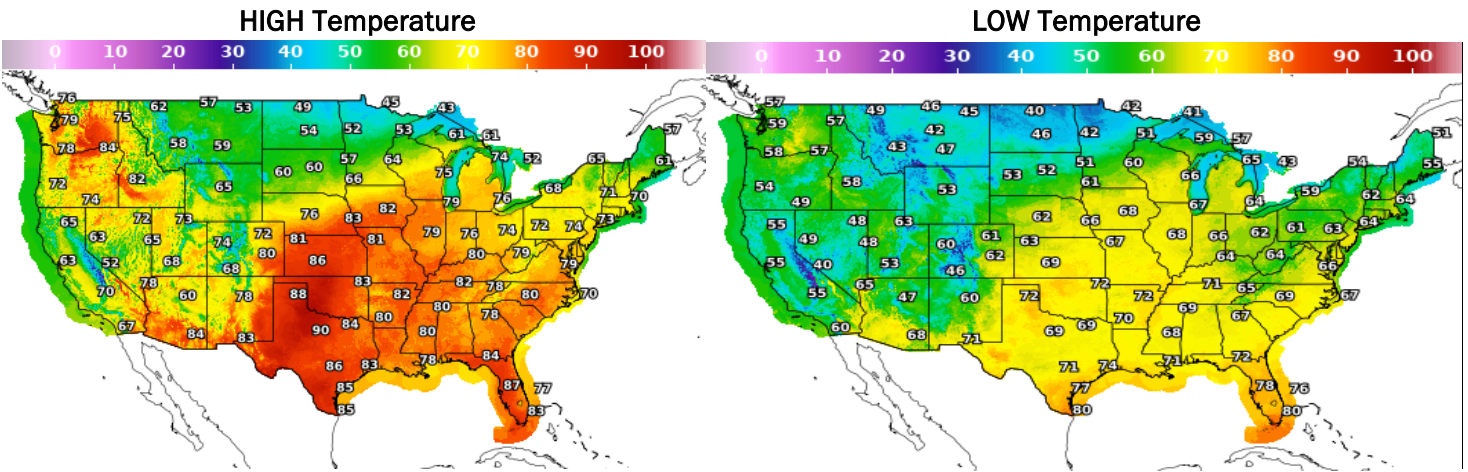 HIGH Temperature LOW Temperature
0 10 20 30 40 50 60 70 80 90 100 0 10 20 30 40 50 60 70 80 90 100
76 62 57 53 49 45 43 57 49 46 45 40 42 41
79 75 54 52 53 61 61 57 59 57 42 46 42 51 59 57 51
78 84 58 59 57 64 74 52 65 61 58 57 43 47 51 60 65 43 54 55
72 82 65 60 60 66 75 68 71 70 54 58 53 53 52 61 66 59 62 64
74 76 83 82 79 76 73 49 62 66 68 67 64 64
65 72 73 72 79 76 74 72 74 55 48 63 61 67 68 66 62 61 63
63 65 74 81 81 49 48 60 63
63 52 68 68 80 86 80 79 79 55 40 53 46 62 69 64 64 66
70 78 60 78 88 83 82 82 78 80 70 55 65 47 60 72 72 72 71 65 69 67
67 84 83 90 84 80 80 80 78 60 68 71 69 69 70 69 68 67
86 83 78 84 71 74 71 72
85 87 77 77 78 76
85 83 80 80